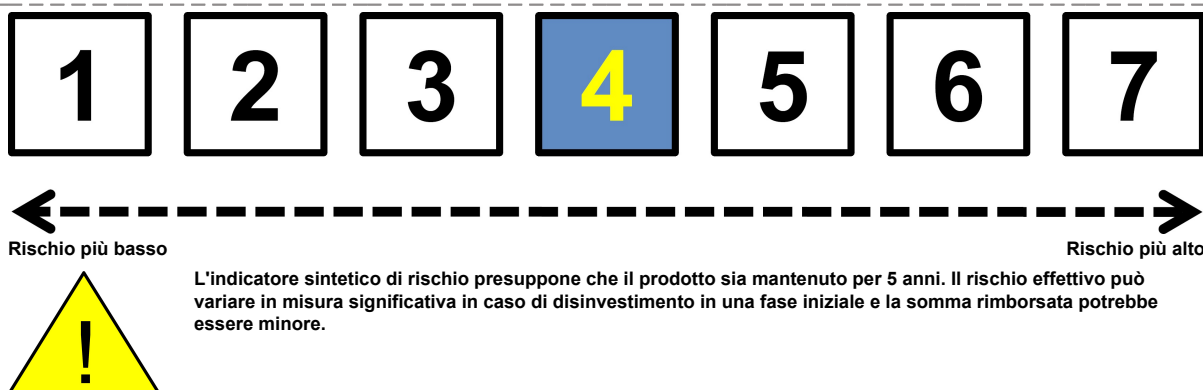 1 2 3 4 5 6 7
Rischio più basso Rischio più alto
L'indicatore sintetico di rischio presuppone che il prodotto sia mantenuto per 5 anni. Il rischio effettivo può
variare in misura significativa in caso di disinvestimento in una fase iniziale e la somma rimborsata potrebbe
essere minore.
!